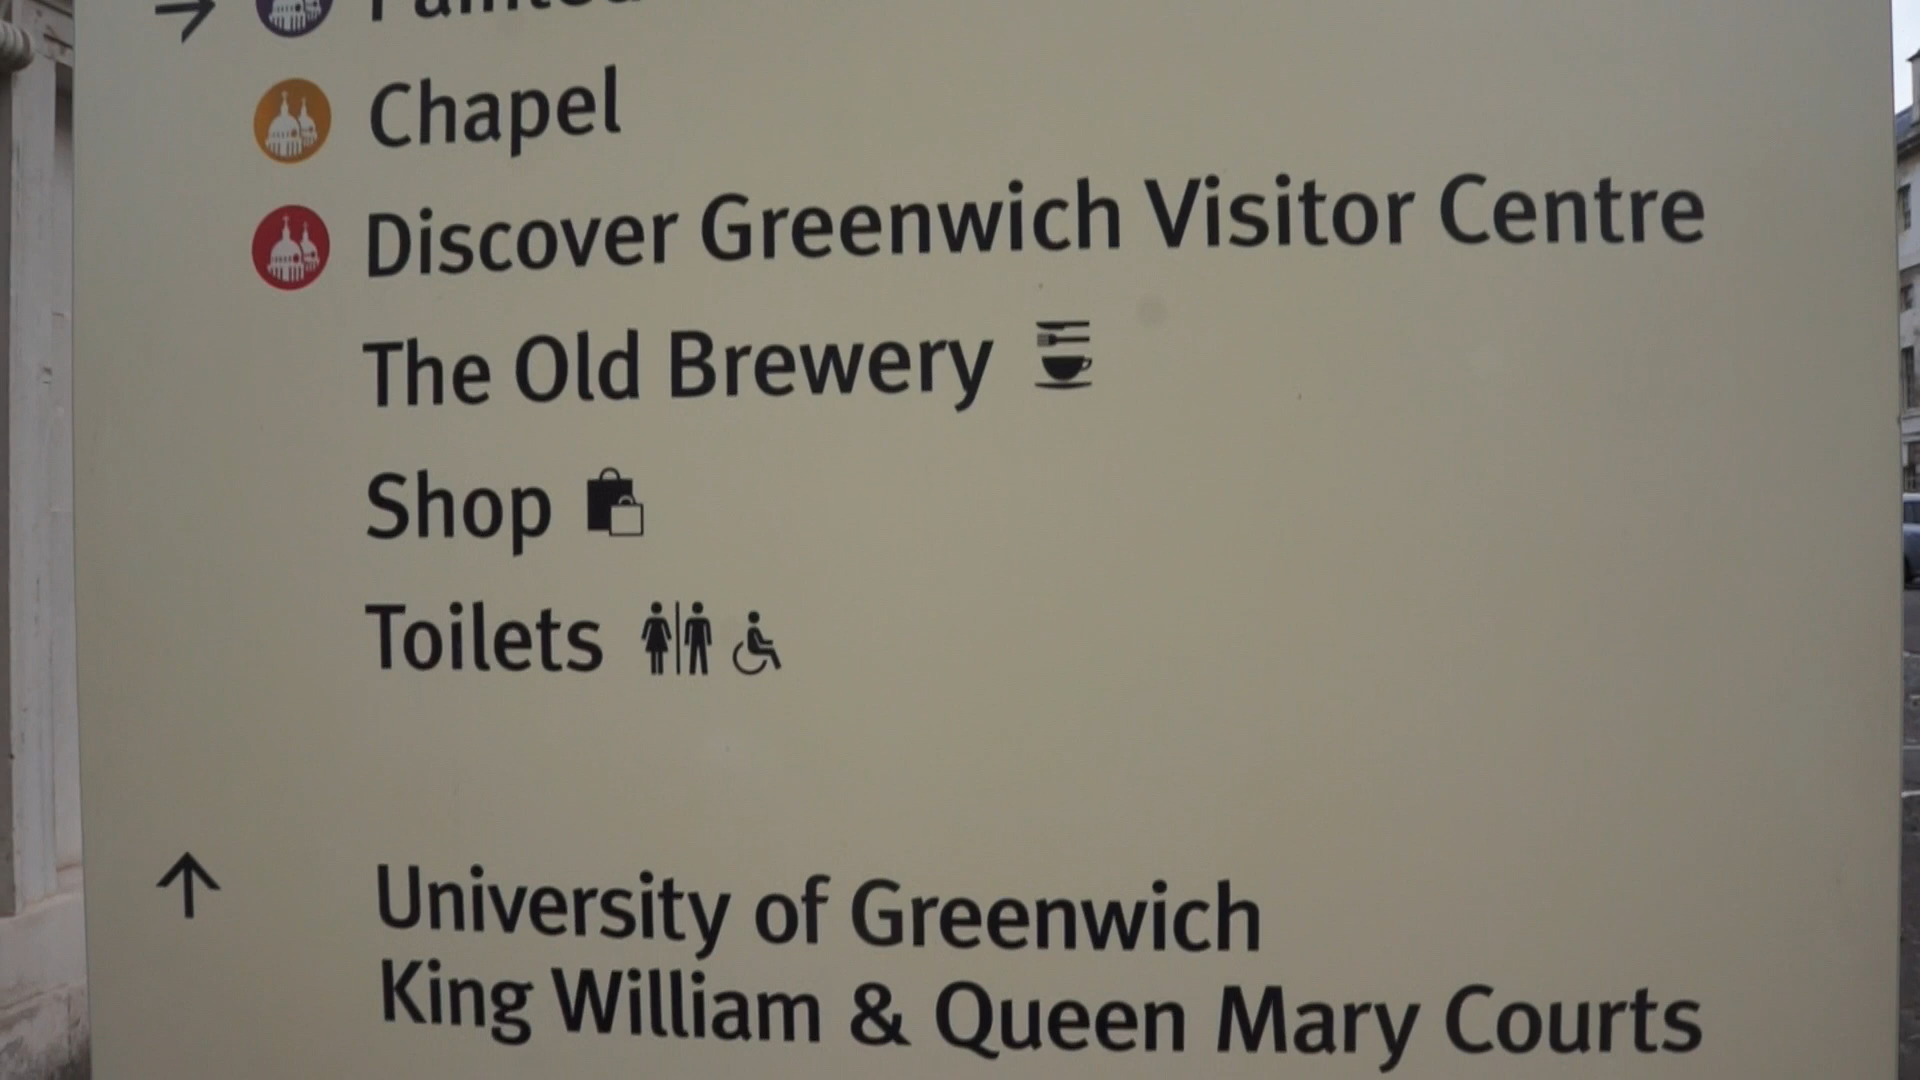 Chapel
Discover Greenwich Visitor Centre
The Old Brewery
Shop
Toilets
University of Greenwich
King William & Queen Mary Courts